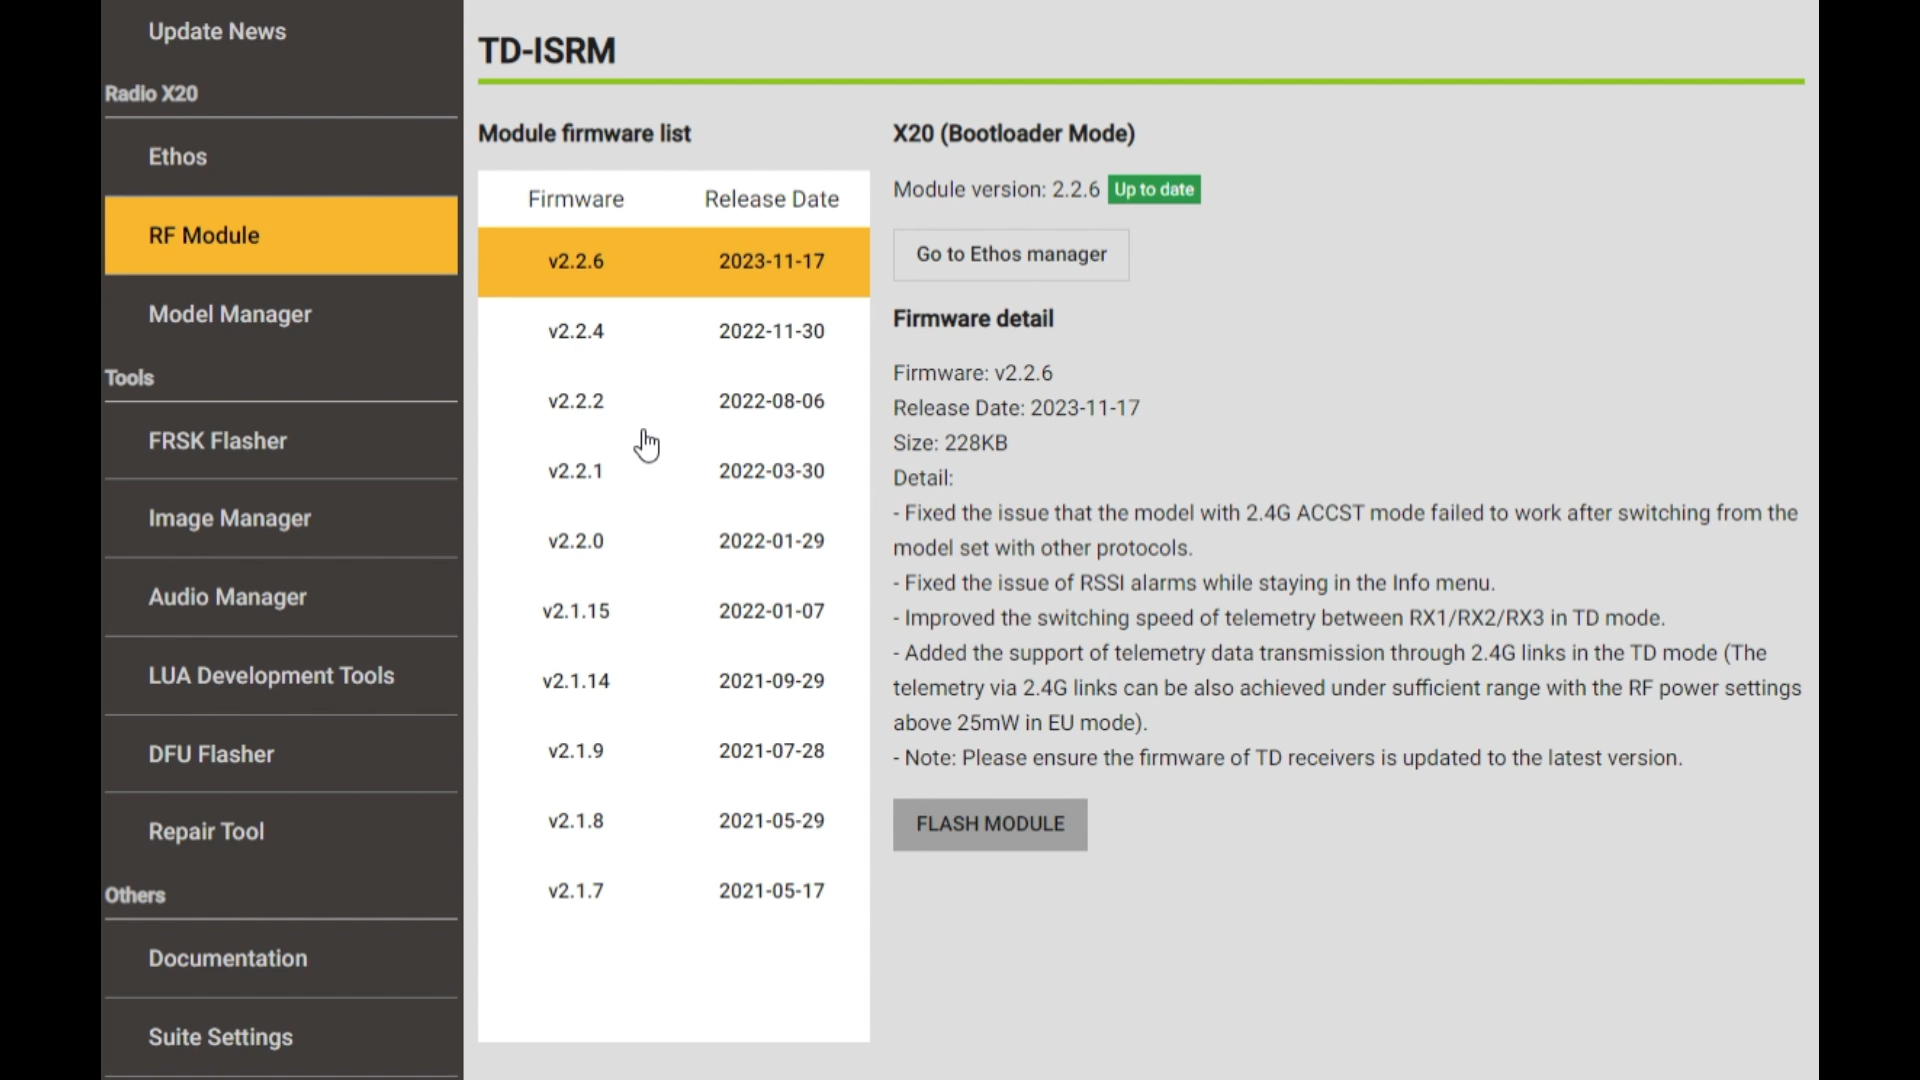 Update News
Radio X20
Ethos
RF Module
Model Manager
Tools
FRSK Flasher
Image Manager
Audio Manager
LUA Development Tools
DFU Flasher
Repair Tool
Others
Documentation
Suite Settings
TD-ISRM
Module firmware list
Firmware Release Date
v2.2.6 2023-11-17
v2.2.4 2022-11-30
v2.2.2 2022-08-06
v2.2.1 2022-03-30
v2.2.0 2022-01-29
v2.1.15 2022-01-07
v2.1.14 2021-09-29
v2.1.9 2021-07-28
v2.1.8 2021-05-29
v2.1.7 2021-05-17
X20 (Bootloader Mode)
Module version: 2.2.6 Up to date
Go to Ethos manager
Firmware detail
Firmware: v2.2.6
Release Date: 2023-11-17
Size: 228KB
Detail:
- Fixed the issue that the model with 2.4G ACCST mode failed to work after switching from the
model set with other protocols.
- Fixed the issue of RSSI alarms while staying in the Info menu.
- Improved the switching speed of telemetry between RX1/RX2/RX3 in TD mode.
- Added the support of telemetry data transmission through 2.4G links in the TD mode (The
telemetry via 2.4G links can be also achieved under sufficient range with the RF power settings
above 25mW in EU mode).
- Note: Please ensure the firmware of TD receivers is updated to the latest version.
FLASH MODULE